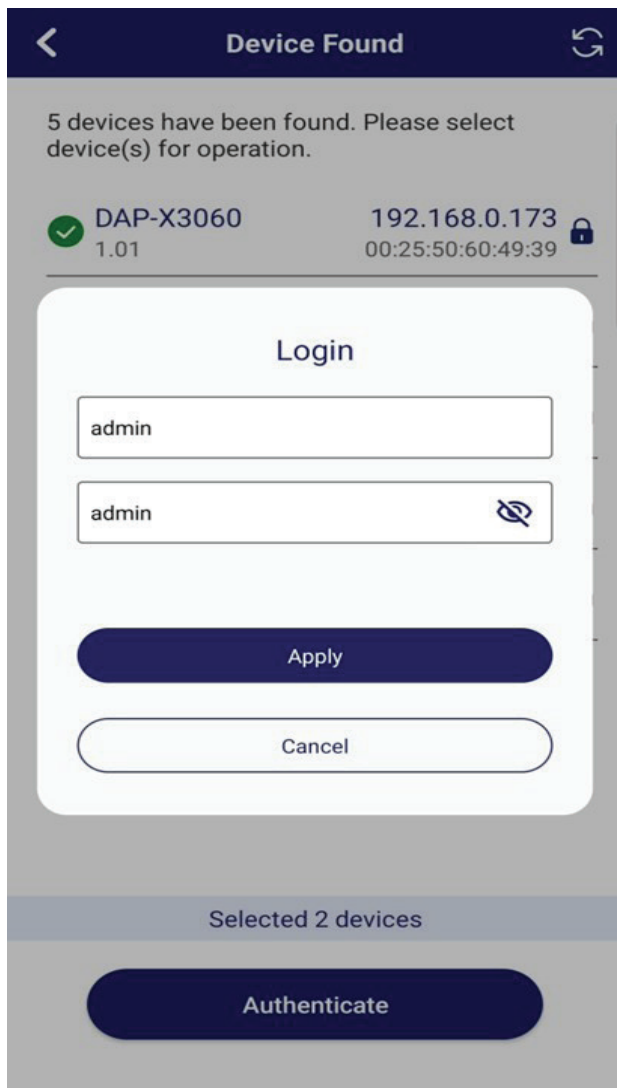 Device Found
5 devices have been found. Please select
device(s) for operation.
DAP-X3060 192.168.0.173
1.01 00:25:50:60:49:39
Login
admin
admin
Apply
Cancel
Selected 2 devices
Authenticate